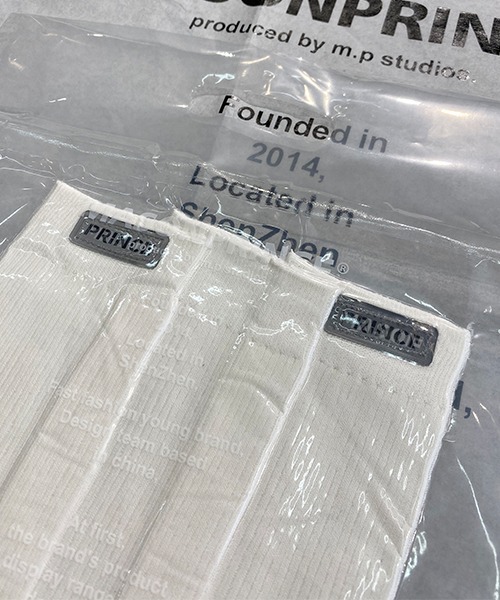 produced by m.p studios
Founded in
2014,
Located in
ShenZhen
®
PRINCE
PRINCE
Located
ShenZhen
Fast fashion young brand,
Design team based
in china.
At first,
the brand's product
display range